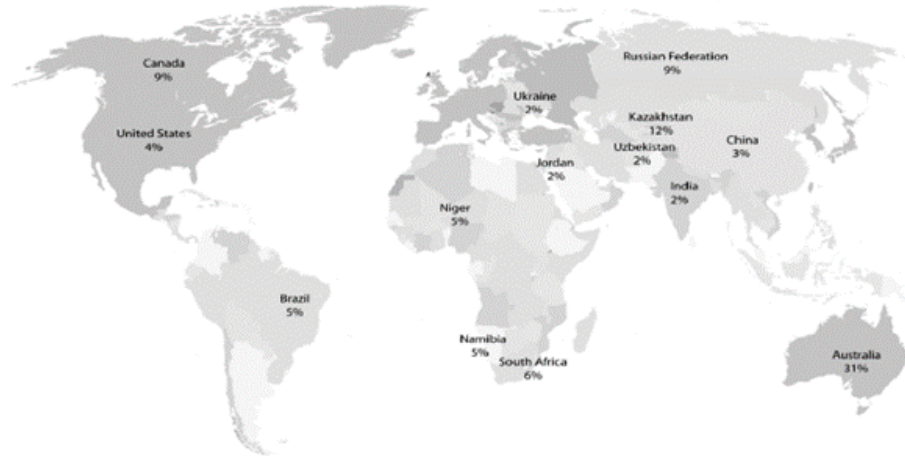 Canada
9%
Russian Federation
9%
Ukraine
2%
Kazakhstan
12%
United States
4%
China
3%
Uzbekistan
2%
Jordan
2%
India
2%
Niger
5%
Brazil
5%
Namibia
5%
South Africa
6%
Australia
31%